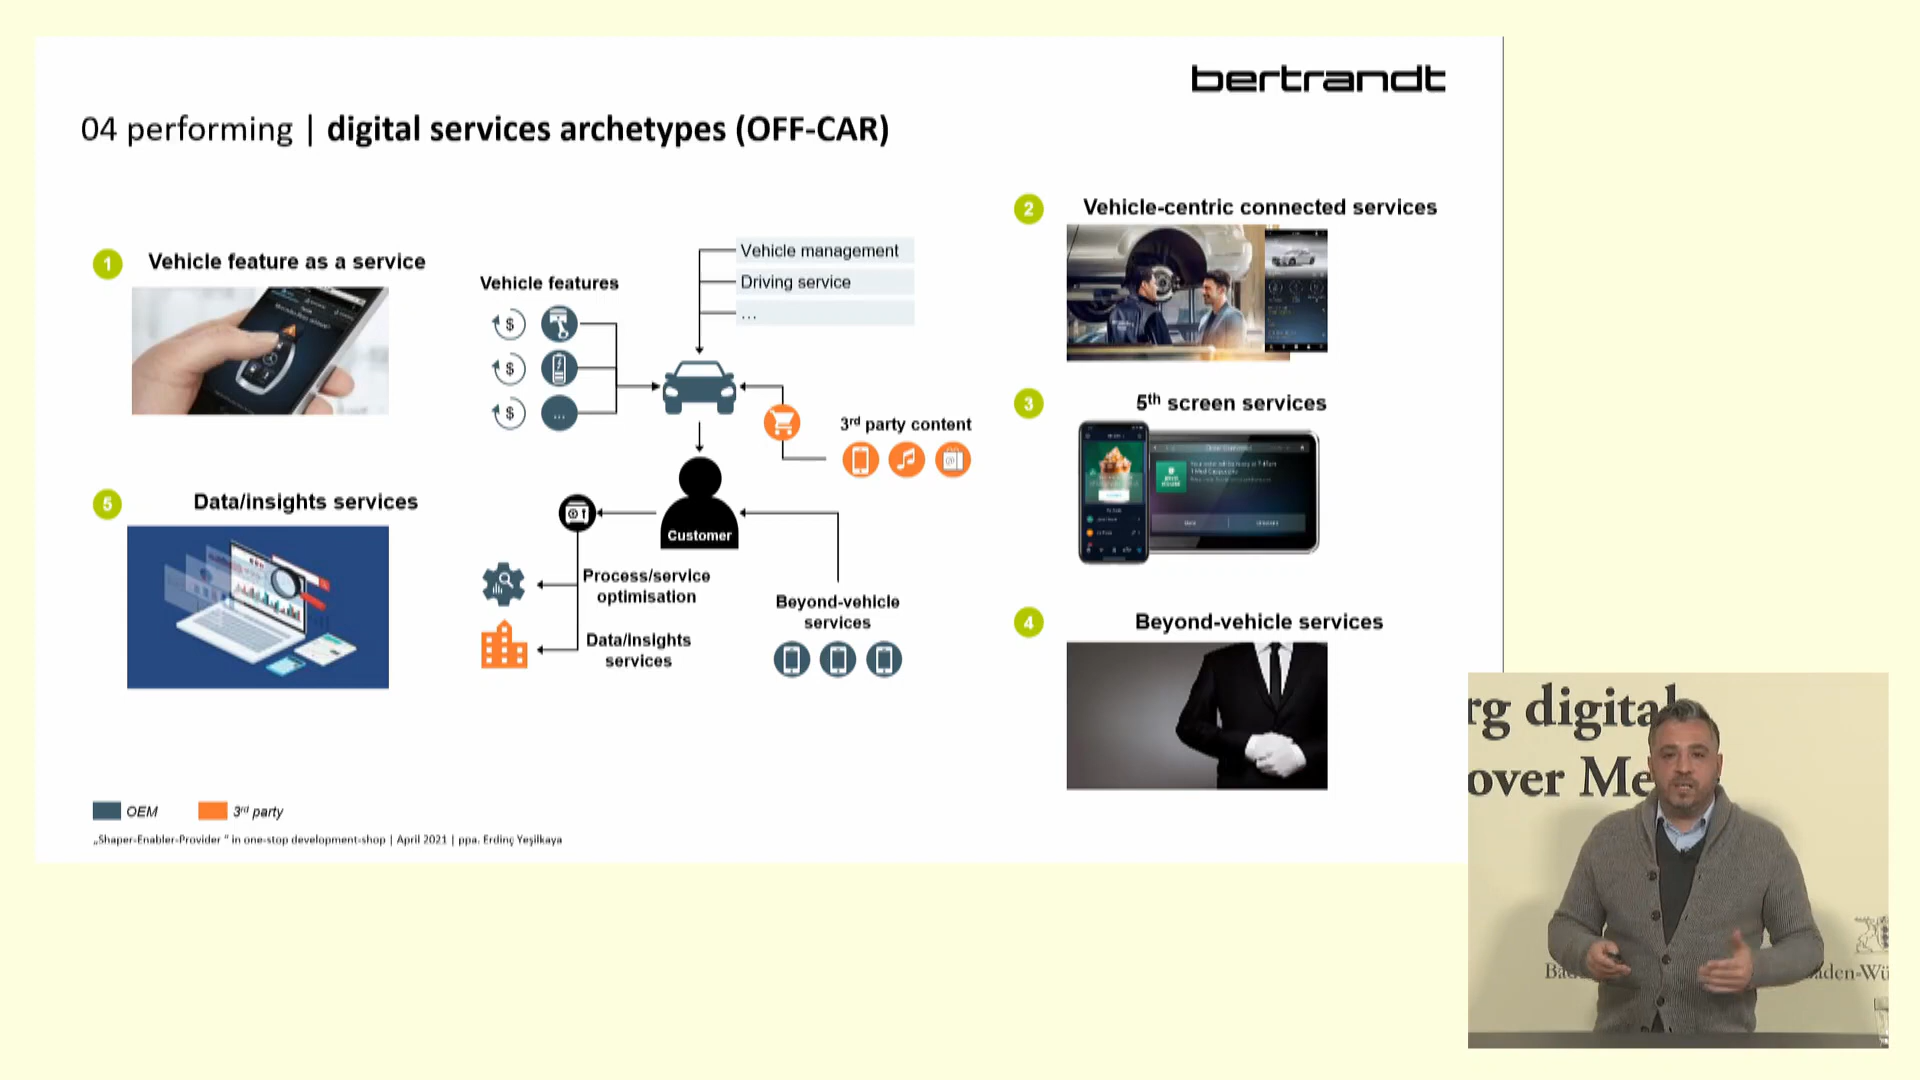 bertrandt
04 performing | digital services archetypes (OFF-CAR)
1
Vehicle feature as a service
Vehicle features
$
$
$
...
Vehicle management
Driving service
...
3rd party content
Customer
Process/service
optimisation
Data/Insights
services
Beyond-vehicle
services
2
Vehicle-centric connected services
3
5th screen services
4
Beyond-vehicle services
5
Data/insights services
OEM
3rd party
„Shaper-Enabler-Provider “ in one-stop development-shop | April 2021 | ppa. Erdinç Yeşilkaya
rg digital
over Me
aden-Wü